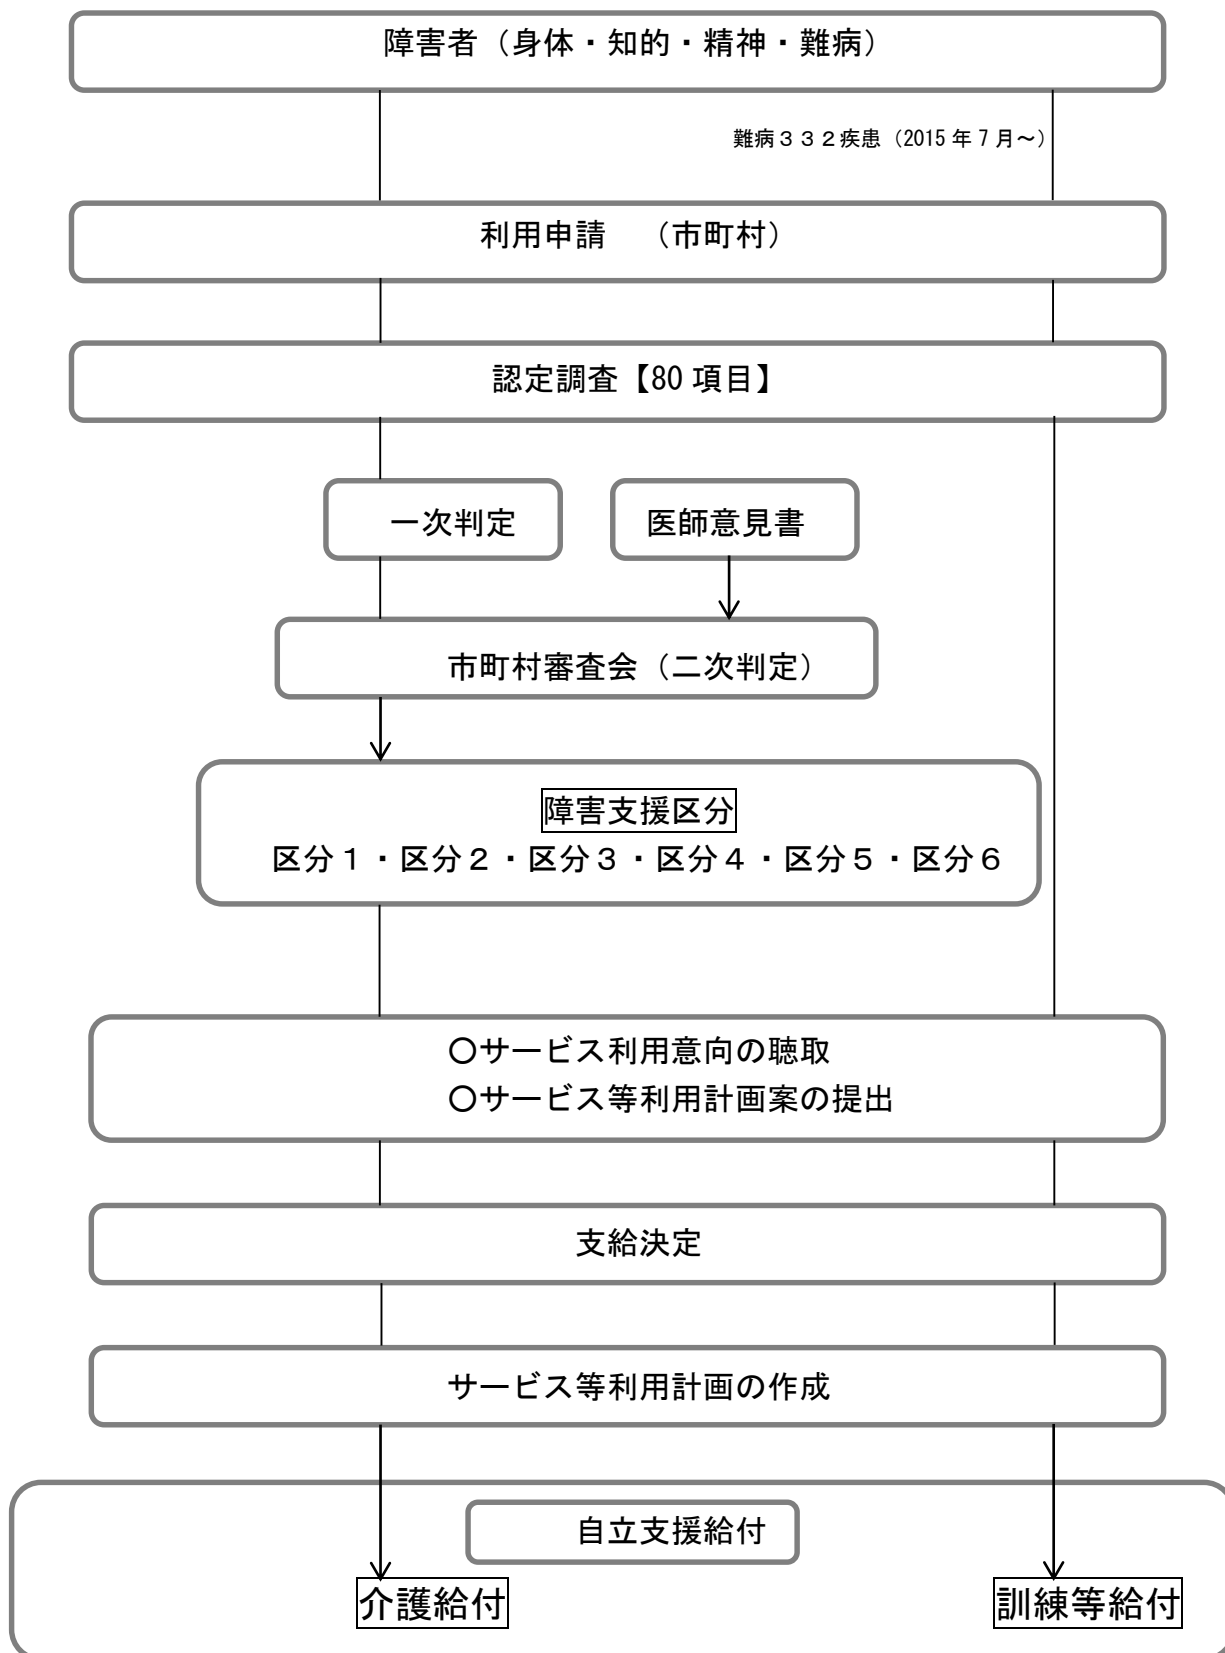 障害者（身体・知的・精神・難病）
難病３３２疾患（2015 年 7 月～）
利用申請　（市町村）
認定調査【80 項目】
一次判定
医師意見書
市町村審査会（二次判定）
障害支援区分
区分１・区分２・区分３・区分４・区分５・区分６
〇サービス利用意向の聴取
〇サービス等利用計画案の提出
支給決定
サービス等利用計画の作成
自立支援給付
介護給付
訓練等給付